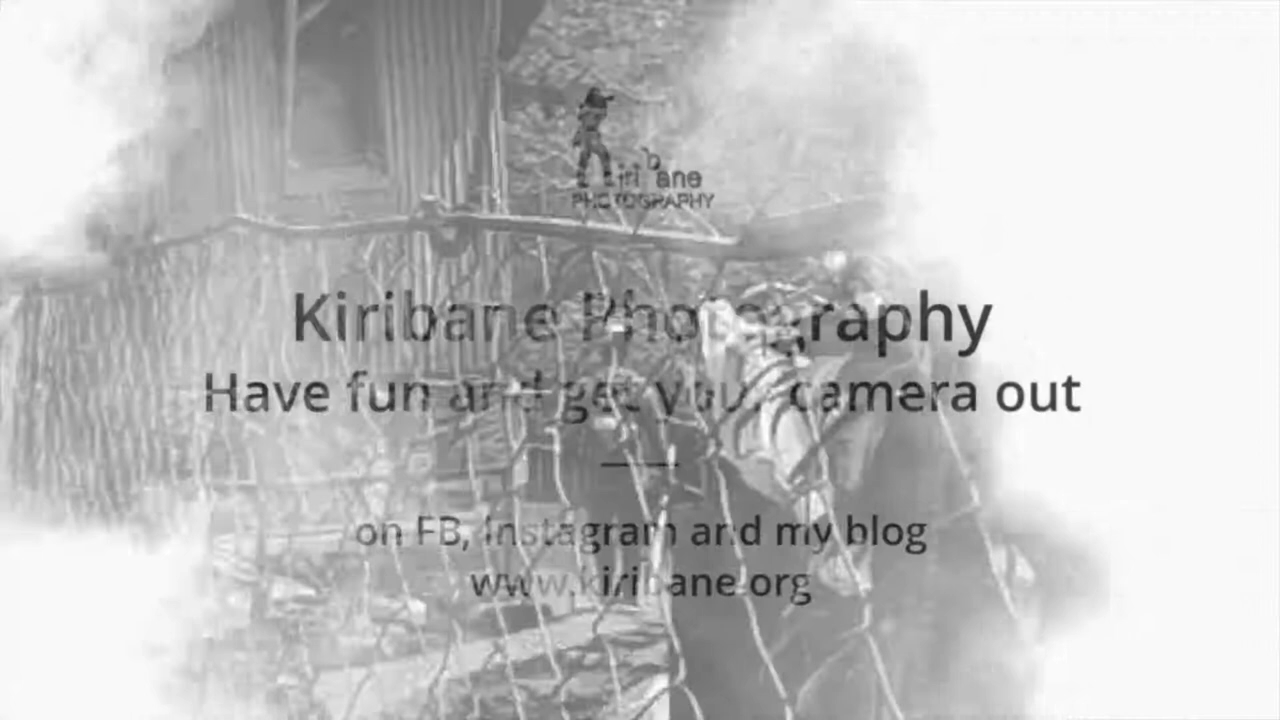 Kiribane
PHOTOGRAPHY
Kiribane Photography
Have fun and get your camera out
on FB, Instagram and my blog
www.kiribane.org